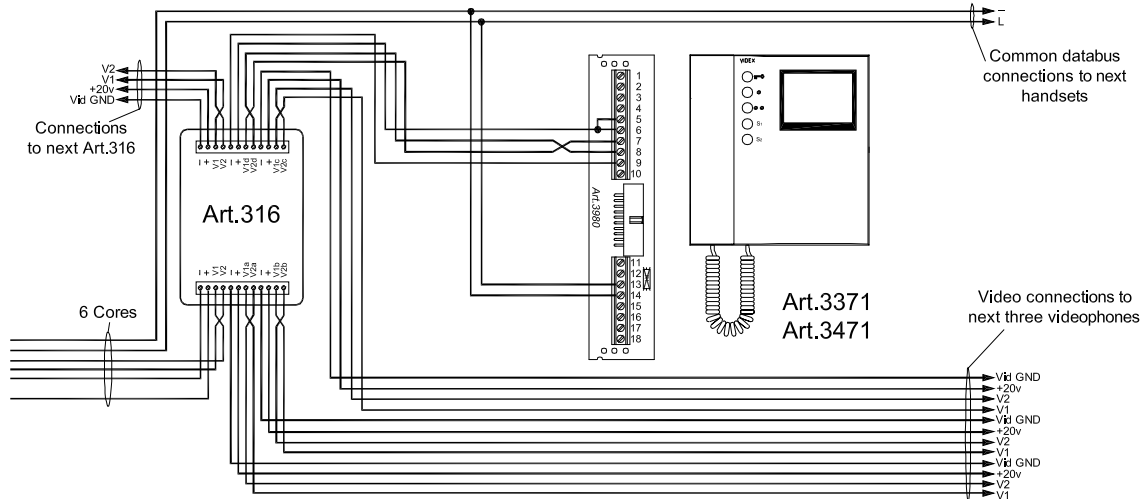 –
L
Common databus
connections to next
handsets
V2
V1
+20v
Vid GND
Connections
to next Art.316
– + V1 V2 – + V1d V2d – + V1c V2c
Art.316
– + V1 V2 – + V1a V2a – + V1b V2b
6 Cores
1
2
3
4
5
6
7
8
9
10
Art.3980
11
12
13
14
15
16
17
18
VIDEX
S1
S2
Art.3371
Art.3471
Video connections to
next three videophones
Vid GND
+20v
V2
V1
Vid GND
+20v
V2
V1
Vid GND
+20v
V2
V1